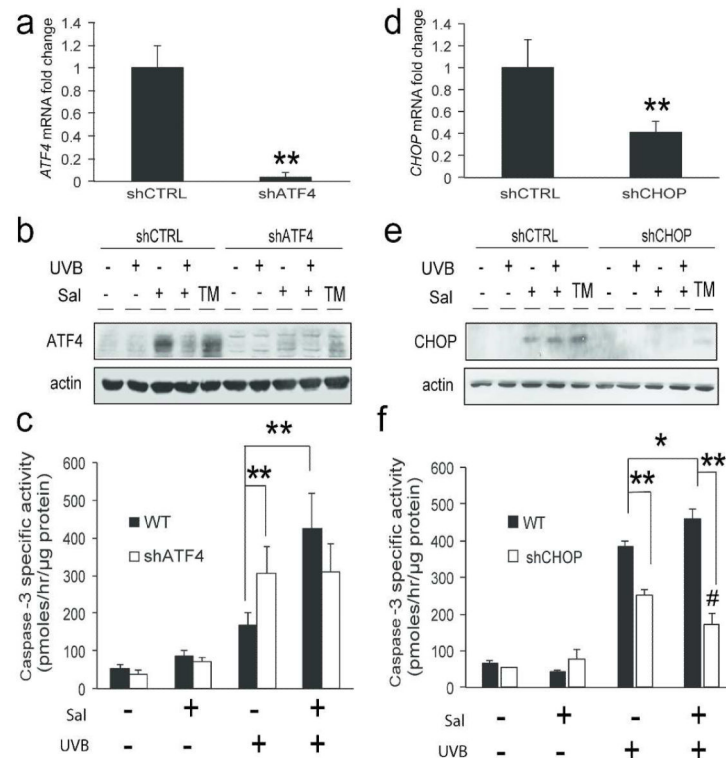 a
ATF4 mRNA fold change
1.4
1.2
1
0.8
0.6
0.4
0.2
0
**
shCTRL
shATF4
d
CHOP mRNA fold change
1.4
1.2
1
0.8
0.6
0.4
0.2
0
**
shCTRL
shCHOP
b
shCTRL shATF4
UVB - + - + - + - +
Sal - - + + TM - - + + TM
ATF4
actin
e
shCTRL shCHOP
UVB - + - + - + - +
Sal - - + + TM - - + + TM
CHOP
actin
c
Caspase -3 specific activity
(pmoles/hr/µg protein)
600
500
400
300
200
100
0
WT
shATF4
**
**
Sal - + - +
UVB - - + +
f
Caspase -3 specific activity
(pmoles/hr/µg protein)
600
500
400
300
200
100
0
WT
shCHOP
*
**
**
#
Sal - + - +
UVB - - + +